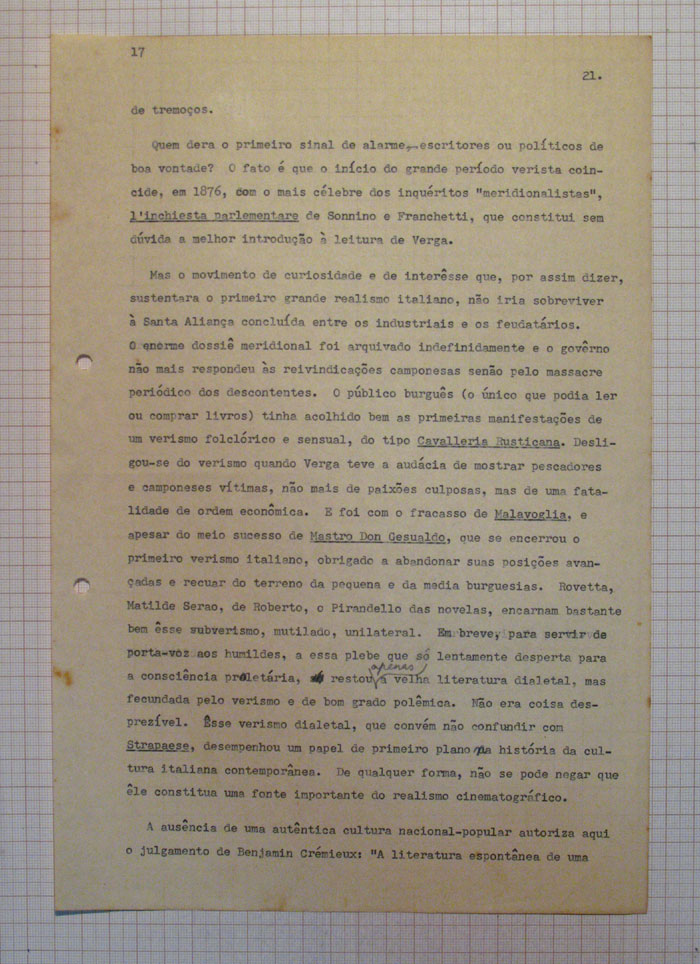 17
21.
de tremoços.
Quem dera o primeiro sinal de alarme, escritores ou políticos de
boa vontade? O fato é que o início do grande período verista coin-
cide, em 1876, com o mais célebre dos inquéritos "meridionalistas",
l'inchiesta parlementare de Sonnino e Franchetti, que constitui sem
dúvida a melhor introdução à leitura de Verga.
Mas o movimento de curiosidade e de interêsse que, por assim dizer,
sustentara o primeiro grande realismo italiano, não iria sobreviver
à Santa Aliança concluída entre os industriais e os feudatários.
O enorme dossiê meridional foi arquivado indefinidamente e o govêrno
não mais respondeu às reivindicações camponesas senão pelo massacre
periódico dos descontentes. O público burguês (o único que podia ler
ou comprar livros) tinha acolhido bem as primeiras manifestações de
um verismo folclórico e sensual, do tipo Cavalleria Rusticana. Desli-
gou-se do verismo quando Verga teve a audácia de mostrar pescadores
e camponeses vítimas, não mais de paixões culposas, mas de uma fata-
lidade de ordem econômica. E foi com o fracasso de Malavoglia, e
apesar do meio sucesso de Mastro Don Gesualdo, que se encerrou o
primeiro verismo italiano, obrigado a abandonar suas posições avan-
çadas e recuar do terreno da pequena e da media burguesias. Rovetta,
Matilde Serao, de Roberto, o Pirandello das novelas, encarnam bastante
bem êsse subverismo, mutilado, unilateral. Em breve, para servir de
porta-voz aos humildes, a essa plebe que só lentamente desperta para
a consciência proletária, restou apenas a velha literatura dialetal, mas
fecundada pelo verismo e de bom grado polêmica. Não era coisa des-
prezível. Êsse verismo dialetal, que convém não confundir com
Strapaese, desempenhou um papel de primeiro plano na história da cul-
tura italiana contemporânea. De qualquer forma, não se pode negar que
êle constitua uma fonte importante do realismo cinematográfico.
A ausência de uma autêntica cultura nacional-popular autoriza aqui
o julgamento de Benjamin Crémieux: "A literatura espontânea de uma